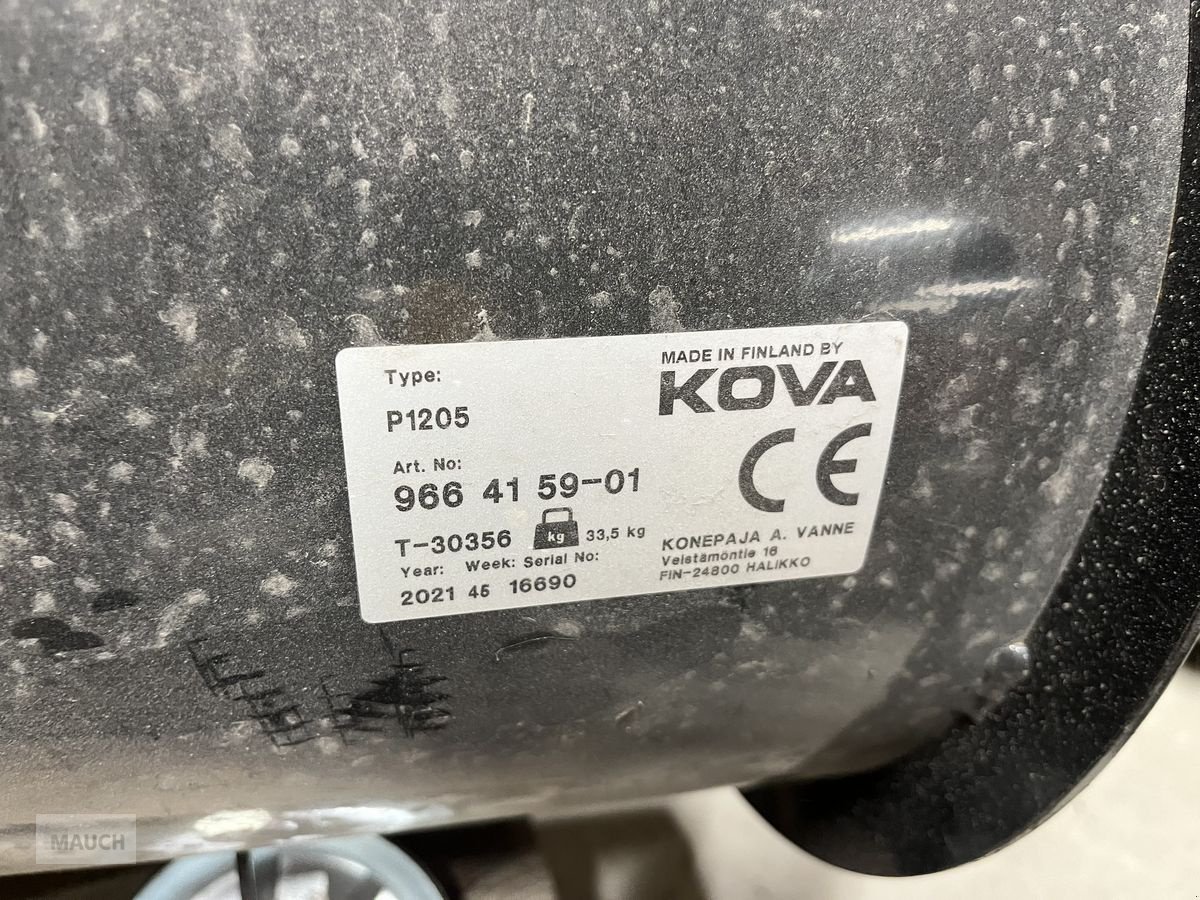 Type:
P1205
Art. No:
966 41 59-01
T-30356 kg 33,5 kg
Year: Week: Serial No:
2021 45 16690
MADE IN FINLAND BY
KOVA
CE
KONEPAJA A. VANNE
Veistämöntie 16
FIN-24800 HALIKKO
MAUCH